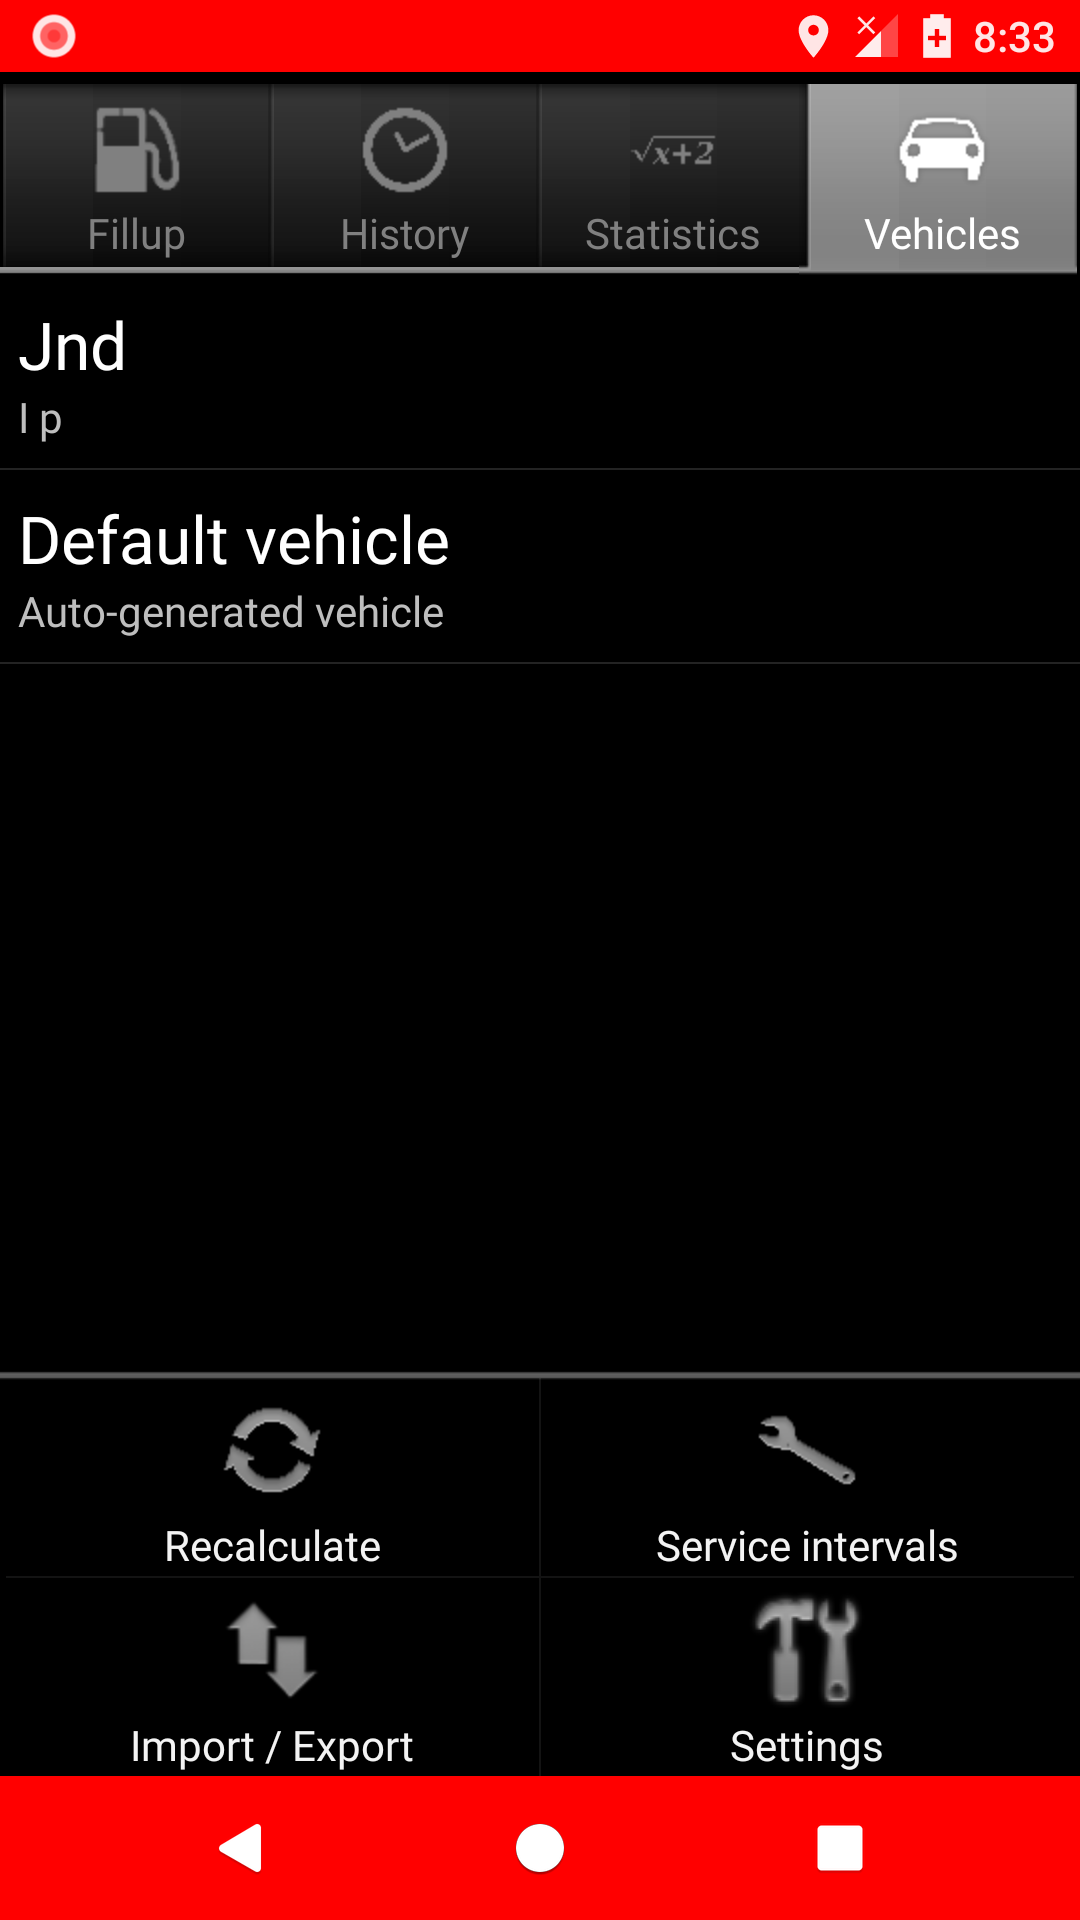 8:33
√x+2
Fillup History Statistics Vehicles
Jnd
I p
Default vehicle
Auto-generated vehicle
Recalculate Service intervals
Import / Export Settings